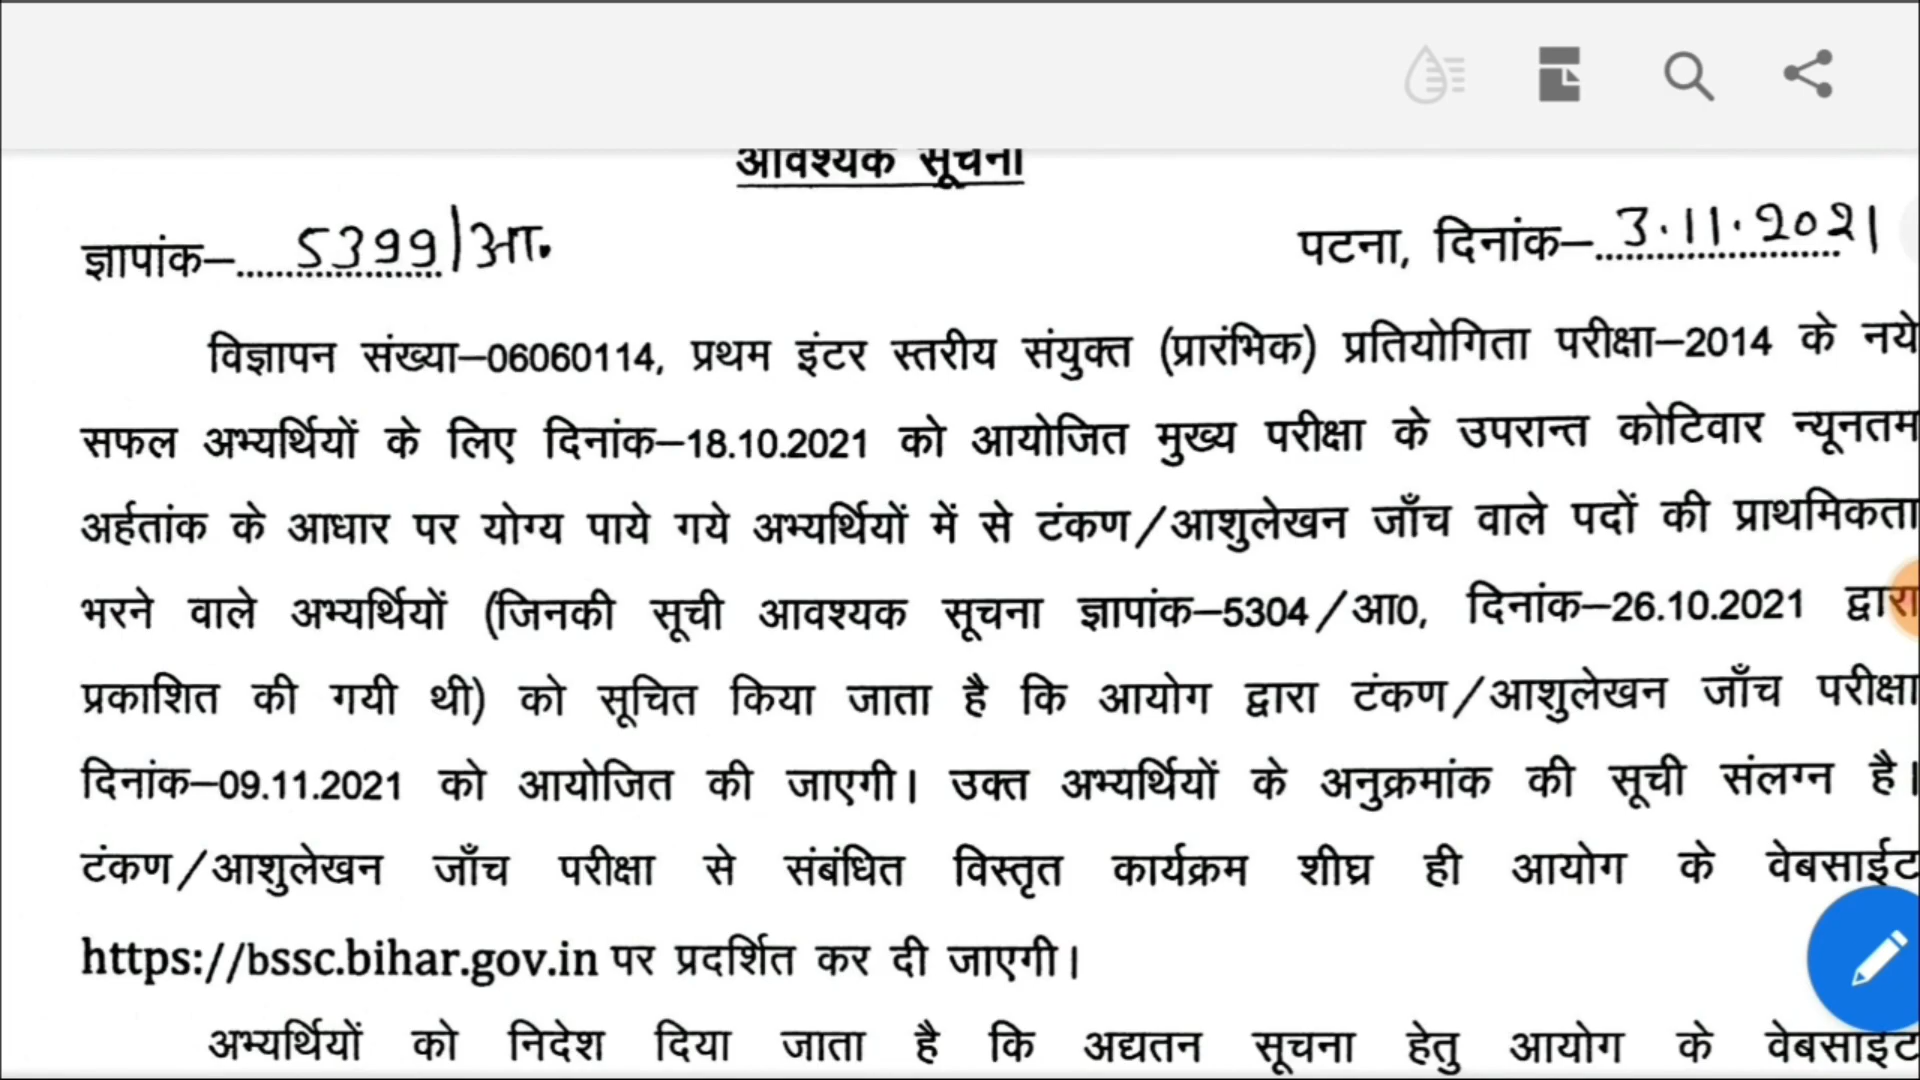 आवश्यक सूचना
ज्ञापांक–5399/आ. पटना, दिनांक–3.11.2021
विज्ञापन संख्या–06060114, प्रथम इंटर स्तरीय संयुक्त (प्रारंभिक) प्रतियोगिता परीक्षा–2014 के नये
सफल अभ्यर्थियों के लिए दिनांक–18.10.2021 को आयोजित मुख्य परीक्षा के उपरान्त कोटिवार न्यूनतम
अर्हतांक के आधार पर योग्य पाये गये अभ्यर्थियों में से टंकण/आशुलेखन जाँच वाले पदों की प्राथमिकता
भरने वाले अभ्यर्थियों (जिनकी सूची आवश्यक सूचना ज्ञापांक–5304/आ0, दिनांक–26.10.2021 द्वारा
प्रकाशित की गयी थी) को सूचित किया जाता है कि आयोग द्वारा टंकण/आशुलेखन जाँच परीक्षा
दिनांक–09.11.2021 को आयोजित की जाएगी। उक्त अभ्यर्थियों के अनुक्रमांक की सूची संलग्न है।
टंकण/आशुलेखन जाँच परीक्षा से संबंधित विस्तृत कार्यक्रम शीघ्र ही आयोग के वेबसाईट
https://bssc.bihar.gov.in पर प्रदर्शित कर दी जाएगी।
अभ्यर्थियों को निदेश दिया जाता है कि अद्यतन सूचना हेतु आयोग के वेबसाइट